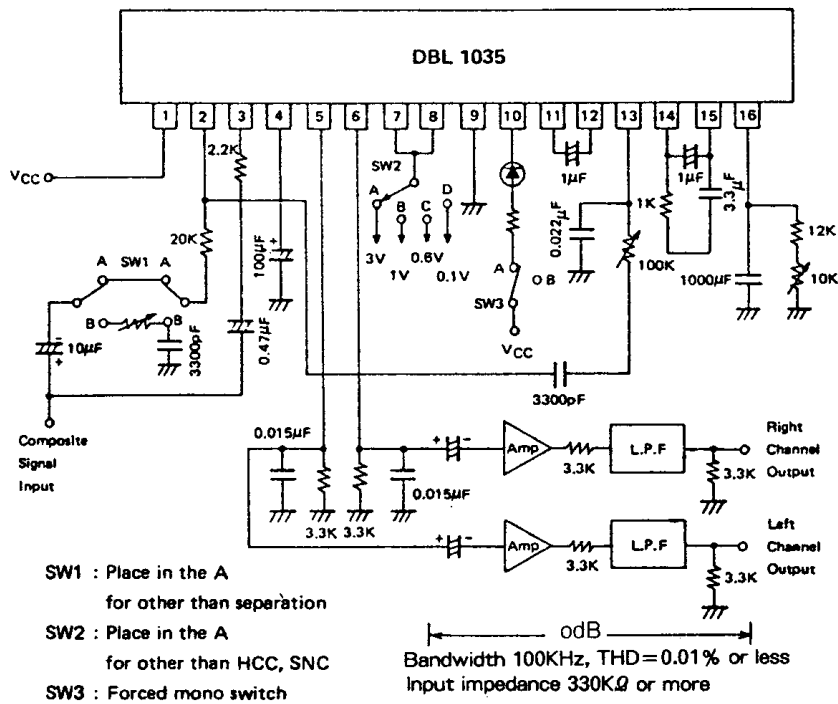 DBL 1035
1 2 3 4 5 6 7 8 9 10 11 12 13 14 15 16
VCC
2.2K
20K
A SW1 A
B B
10μF
3300pF
0.47μF
100μF
SW2
A B C D
3V 1V 0.6V 0.1V
A
B
SW3
VCC
1μF
0.022μF
100K
1K
1μF
3.3μF
1000μF
12K
10K
3300pF
Composite
Signal
Input
0.015μF
3.3K 3.3K
0.015μF
Amp
3.3K
L.P.F
3.3K
Right
Channel
Output
Amp
3.3K
L.P.F
3.3K
Left
Channel
Output
SW1 : Place in the A
for other than separation
SW2 : Place in the A
for other than HCC, SNC
SW3 : Forced mono switch
odB
Bandwidth 100KHz, THD=0.01% or less
Input impedance 330KΩ or more